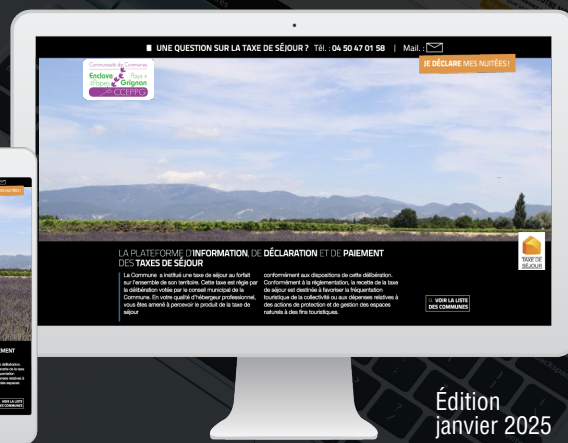 UNE QUESTION SUR LA TAXE DE SÉJOUR ? Tél. : 04 50 47 01 58 | Mail. :
JE DÉCLARE MES NUITÉES !
Communauté de Communes
Enclave
des Papes
Pays de
Grignan
CCEPPG
LA PLATEFORME D'INFORMATION, DE DÉCLARATION ET DE PAIEMENT
DES TAXES DE SÉJOUR
La Commune a institué une taxe de séjour au forfait
sur l'ensemble de son territoire. Cette taxe est régie par
la délibération votée par le conseil municipal de la
Commune. En votre qualité d'hébergeur professionnel,
vous êtes amené à percevoir le produit de la taxe de
séjour
conformément aux dispositions de cette délibération.
Conformément à la réglementation, la recette de la taxe
de séjour est destinée à favoriser la fréquentation
touristique de la collectivité ou aux dépenses relatives à
des actions de protection et de gestion des espaces
naturels à des fins touristiques.
TAXE DE
SÉJOUR
VOIR LA LISTE
DES COMMUNES
Édition
janvier 2025